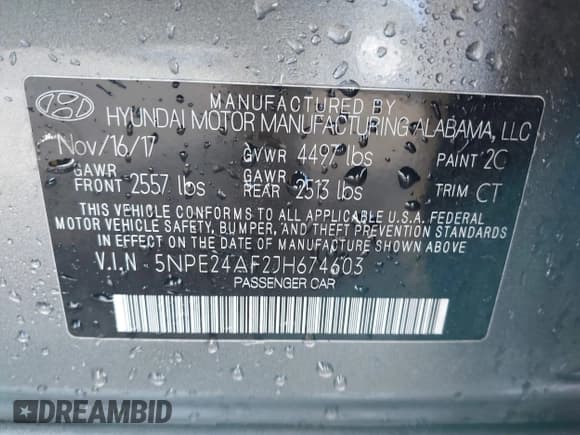 MANUFACTURED BY
HYUNDAI MOTOR MANUFACTURING ALABAMA, LLC
Nov/16/17 GVWR 4497 lbs PAINT 2C
GAWR FRONT 2557 lbs GAWR REAR 2513 lbs TRIM CT
THIS VEHICLE CONFORMS TO ALL APPLICABLE U.S.A. FEDERAL
MOTOR VEHICLE SAFETY, BUMPER, AND THEFT PREVENTION STANDARDS
IN EFFECT ON THE DATE OF MANUFACTURE SHOWN ABOVE.
V.I.N - 5NPE24AF2JH674603
PASSENGER CAR
DREAMBID